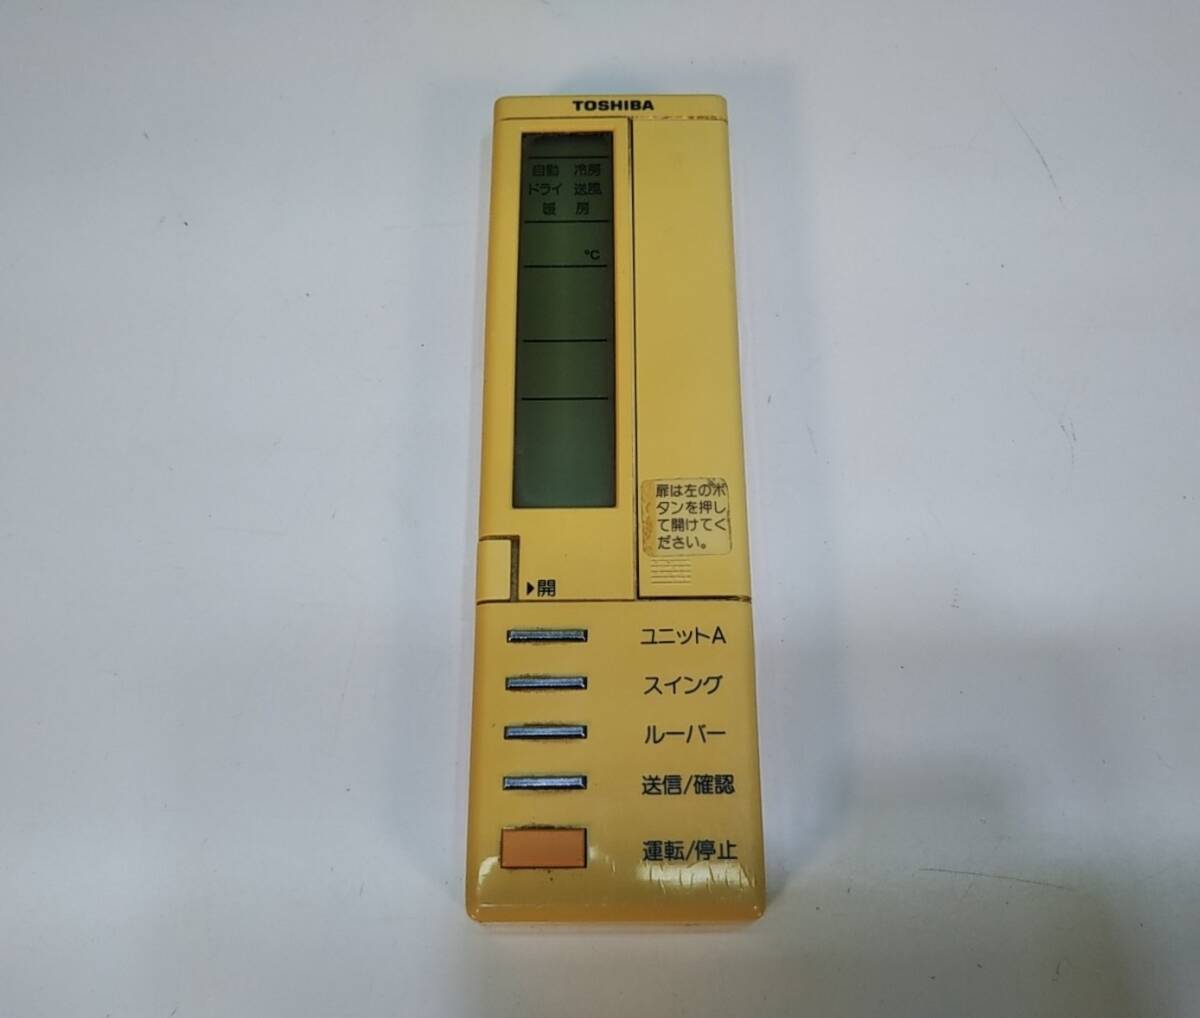 TOSHIBA
自動 冷房
ドライ 送風
暖 房
℃
扉は左のボ
タンを押し
て開けてく
ださい。
▶開
ユニットA
スイング
ルーバー
送信/確認
運転/停止